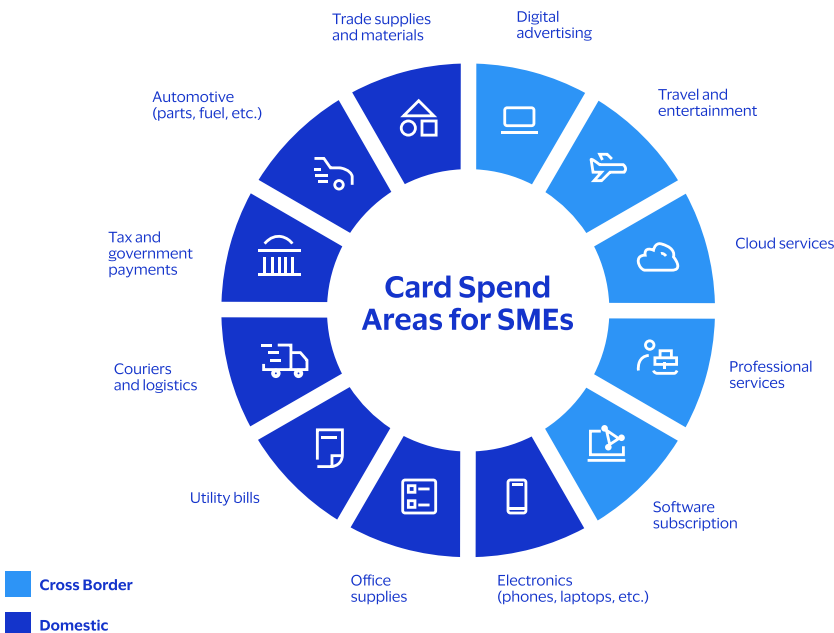 Trade supplies
and materials
Digital
advertising
Automotive
(parts, fuel, etc.)
Travel and
entertainment
Tax and
government
payments
Cloud services
Card Spend
Areas for SMEs
Couriers
and logistics
Professional
services
Utility bills
Software
subscription
Office
supplies
Electronics
(phones, laptops, etc.)
Cross Border
Domestic